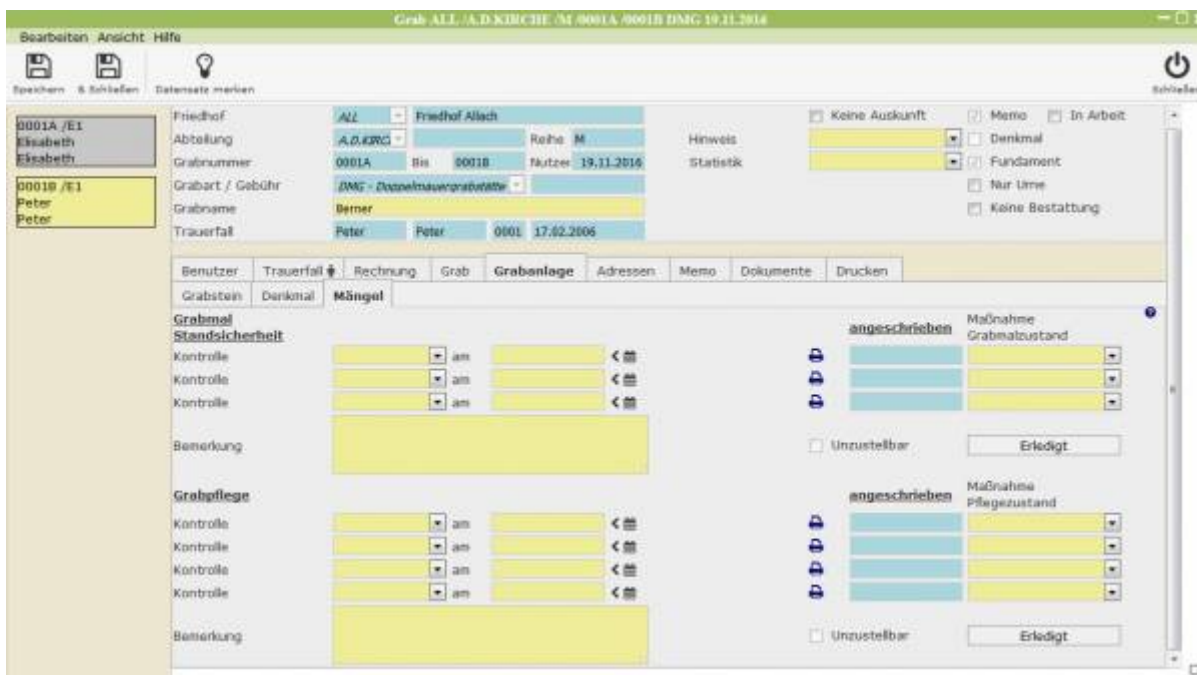 Grab ALL /A.D.KIRCHE /M /0001A /0001B DMG 19.11.2014
Bearbeiten Ansicht Hilfe
Speichern & Schließen Datensatz merken
0001A /E1
Elisabeth
Elisabeth
0001B /E1
Peter
Peter
Friedhof ALL Friedhof Allach Keine Auskunft Memo In Arbeit
Abteilung A.D.KIRC Reihe M Hinweis Denkmal
Grabnummer 0001A Bis 0001B Nutzer 19.11.2016 Statistik Fundament
Grabart / Gebühr DMG - Doppelmauergrabstätte Nur Urne
Grabname Berner Keine Bestattung
Trauerfall Peter Peter 0001 17.02.2006
Benutzer Trauerfall Rechnung Grab Grabanlage Adressen Memo Dokumente Drucken
Grabstein Denkmal Mängel
Grabmal
Standsicherheit angeschrieben Maßnahme
Grabmalzustand
Kontrolle am
Kontrolle am
Kontrolle am
Bemerkung Unzustellbar Erledigt
Grabpflege angeschrieben Maßnahme
Pflegezustand
Kontrolle am
Kontrolle am
Kontrolle am
Kontrolle am
Bemerkung Unzustellbar Erledigt